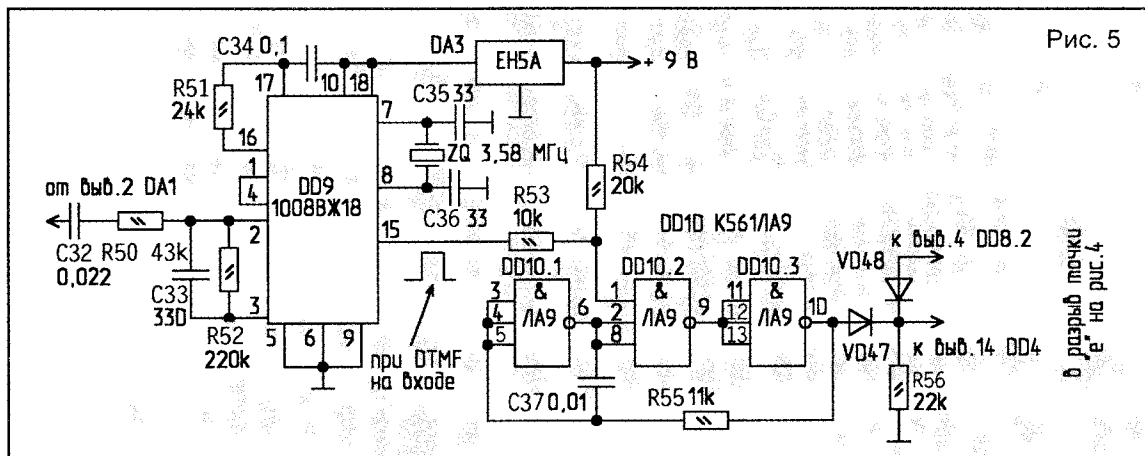 Рис. 5
C34 0,1
DA3
EH5A
+ 9 В
17
10
18
R51
24k
16
1
4
DD9
1008ВЖ18
7
C35 33
ZQ 3,58 МГц
8
C36 33
R54
20k
R53
10k
15
от выв.2 DA1
C32
0,022
R50
43k
2
C33
330
R52
220k
3
5
6
9
при DTMF
на входе
DD10 К561ЛА9
DD10.1
DD10.2
DD10.3
3
4
5
&
ЛА9
6
1
2
8
&
ЛА9
9
11
12
13
&
ЛА9
10
C37 0,01
R55 11k
VD48
к выв.4 DD8.2
VD47
к выв.14 DD4
R56
22k
в разрыв точки
"е" на рис.4